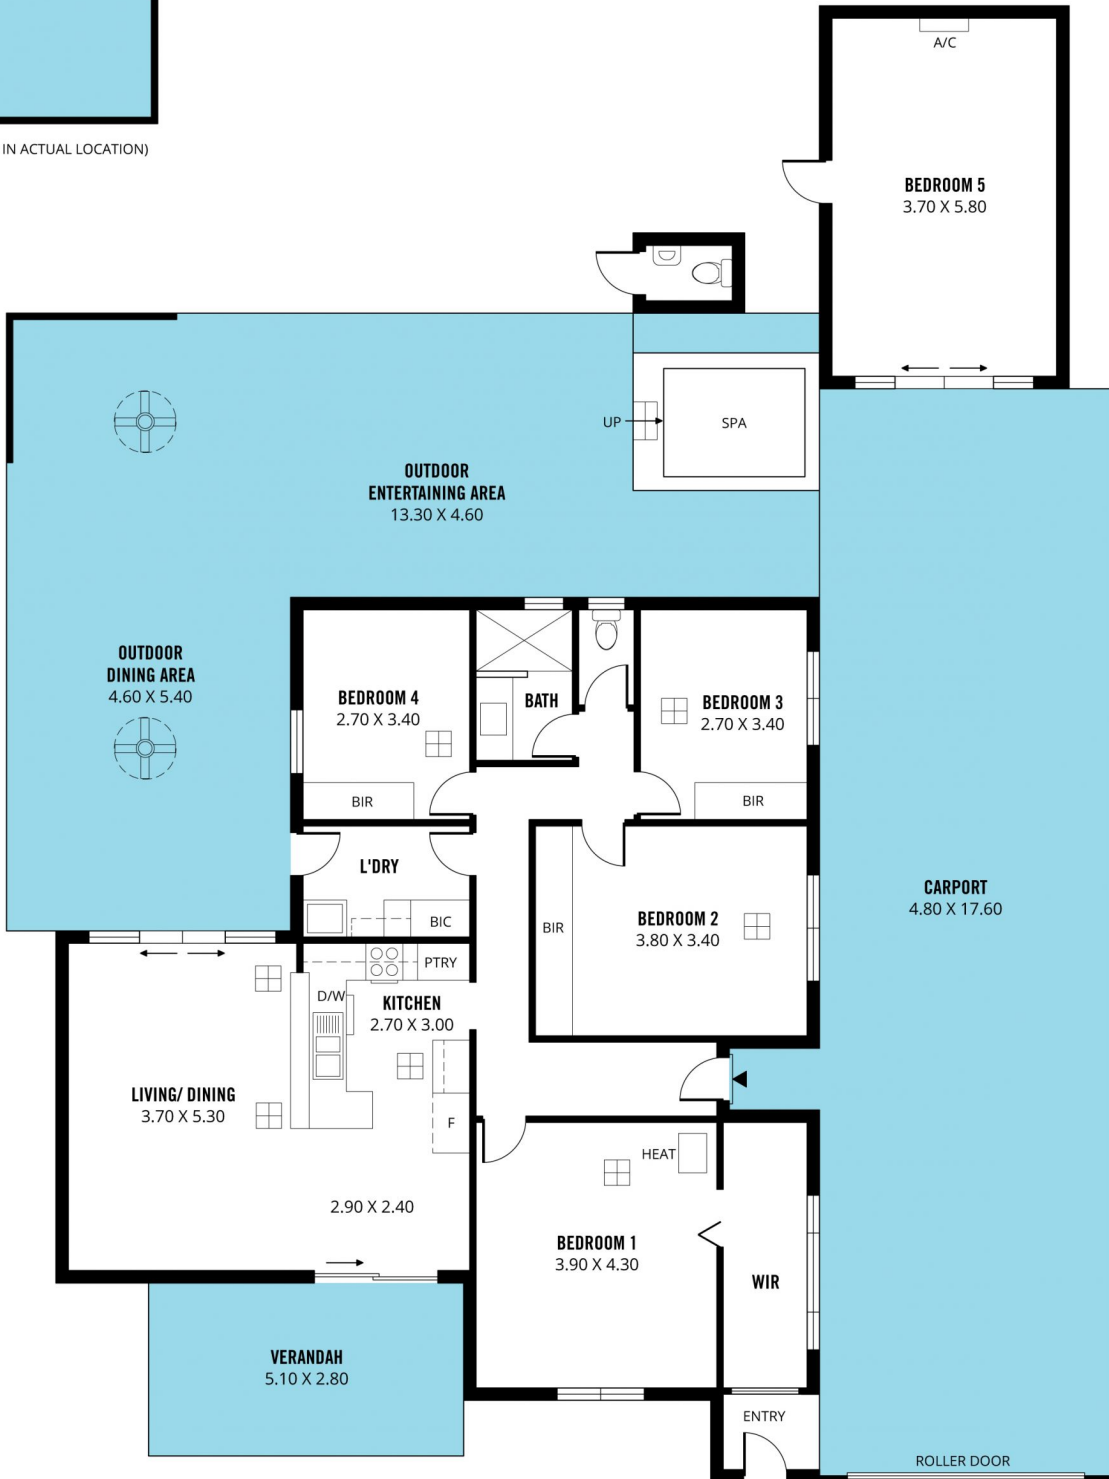 IN ACTUAL LOCATION)
A/C
BEDROOM 5
3.70 X 5.80
UP
SPA
OUTDOOR
ENTERTAINING AREA
13.30 X 4.60
OUTDOOR
DINING AREA
4.60 X 5.40
BEDROOM 4
2.70 X 3.40
BIR
BATH
BEDROOM 3
2.70 X 3.40
BIR
L'DRY
BIC
BIR
BEDROOM 2
3.80 X 3.40
CARPORT
4.80 X 17.60
PTRY
D/W
KITCHEN
2.70 X 3.00
F
LIVING/ DINING
3.70 X 5.30
2.90 X 2.40
HEAT
BEDROOM 1
3.90 X 4.30
WIR
VERANDAH
5.10 X 2.80
ENTRY
ROLLER DOOR